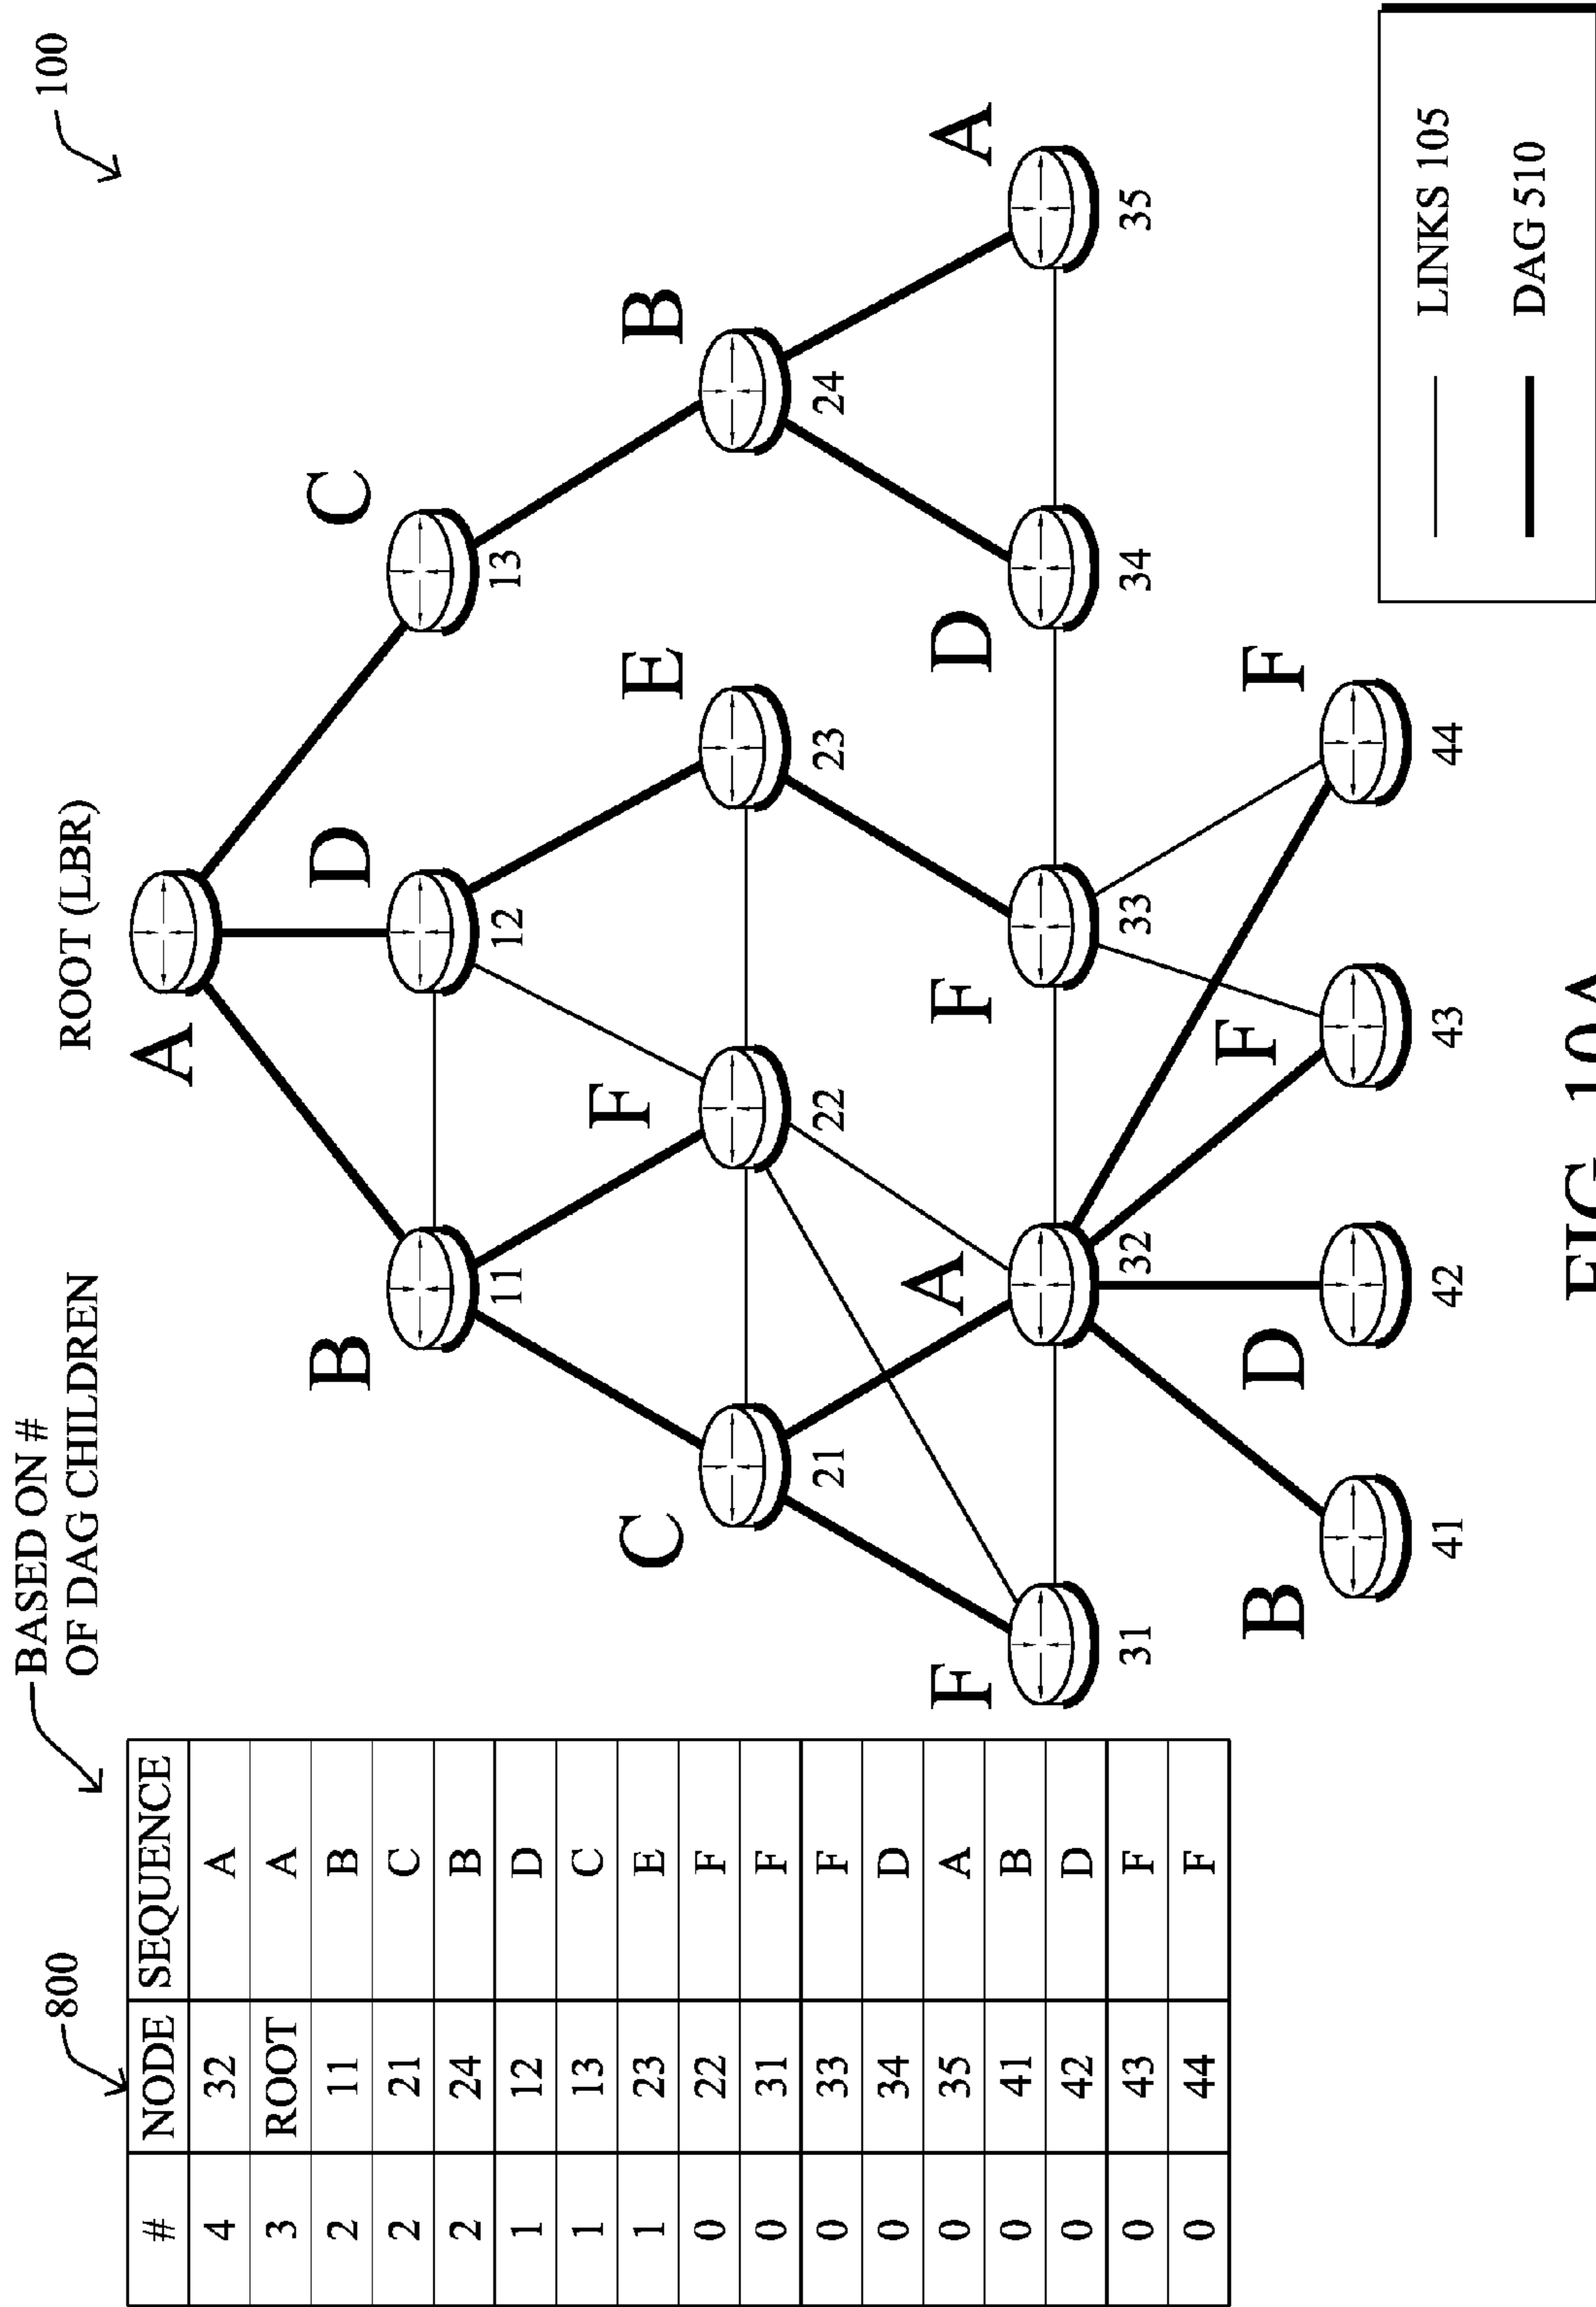 BASED ON #
OF DAG CHILDREN
800
# NODE SEQUENCE
4 32 A
3 ROOT A
2 11 B
2 21 C
2 24 B
1 12 D
1 13 C
1 23 E
0 22 F
0 31 F
0 33 F
0 34 D
0 35 A
0 41 B
0 42 D
0 43 F
0 44 F
100
ROOT (LBR)
A
B
11
D
12
C
13
C
21
F
22
E
23
B
24
F
31
A
32
F
33
D
34
A
35
B
41
D
42
F
43
F
44
LINKS 105
DAG 510
FIG. 10A